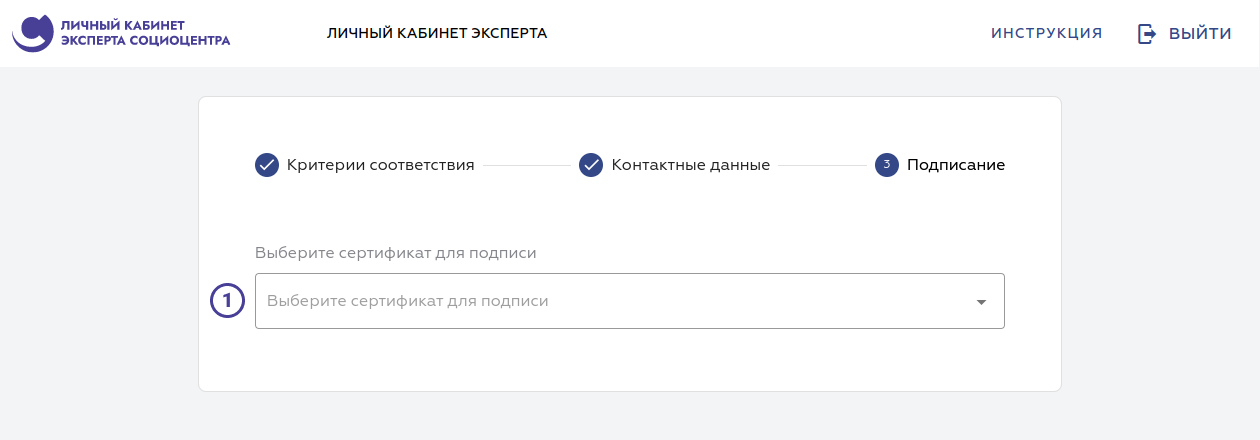 ЛИЧНЫЙ КАБИНЕТ
ЭКСПЕРТА СОЦИОЦЕНТРА
ЛИЧНЫЙ КАБИНЕТ ЭКСПЕРТА
ИНСТРУКЦИЯ
ВЫЙТИ
Критерии соответствия
Контактные данные
3 Подписание
Выберите сертификат для подписи
1 Выберите сертификат для подписи